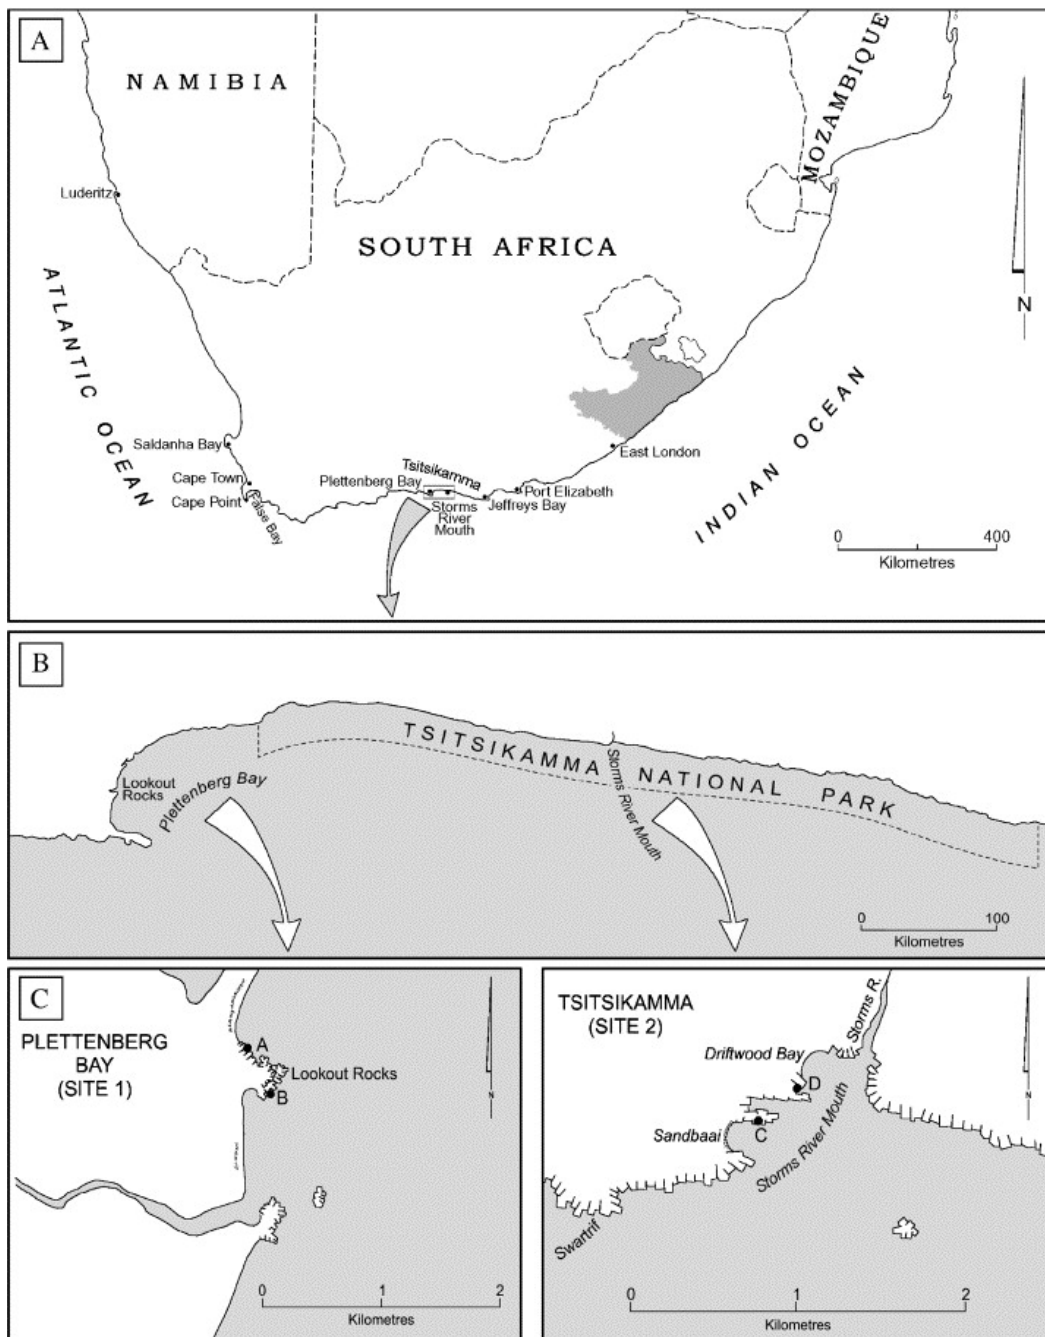 A
NAMIBIA
MOZAMBIQUE
Luderitz
SOUTH AFRICA
N
ATLANTIC OCEAN
INDIAN OCEAN
Saldanha Bay
Cape Town
Cape Point
False Bay
Plettenberg Bay
Tsitsikamma
Storms
River
Mouth
Jeffreys Bay
Port Elizabeth
East London
0 400
Kilometres
B
TSITSIKAMMA NATIONAL PARK
Lookout
Rocks
Plettenberg Bay
Storms River Mouth
0 100
Kilometres
C
PLETTENBERG
BAY
(SITE 1)
A
Lookout Rocks
B
N
0 1 2
Kilometres
TSITSIKAMMA
(SITE 2)
Storms R.
Driftwood Bay
D
Sandbaai
C
Storms River Mouth
Swartrif
N
0 1 2
Kilometres